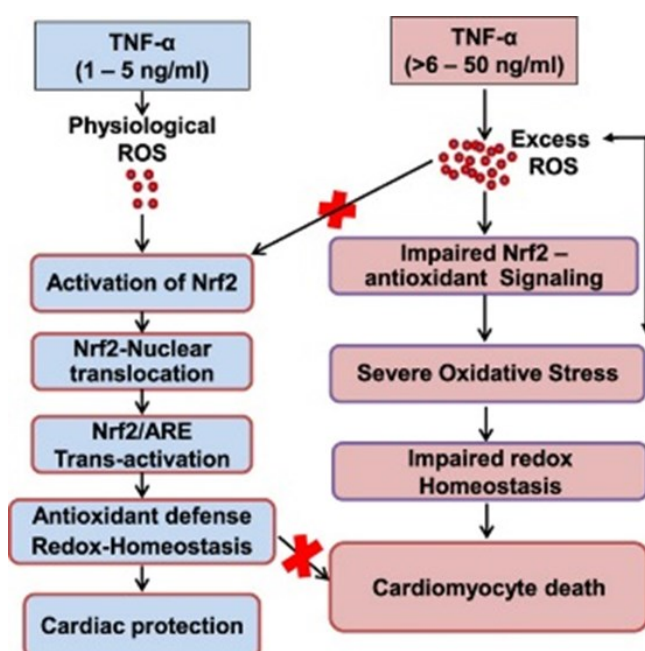 TNF-α
(1 – 5 ng/ml)
Physiological
ROS
Activation of Nrf2
Nrf2-Nuclear
translocation
Nrf2/ARE
Trans-activation
Antioxidant defense
Redox-Homeostasis
Cardiac protection
TNF-α
(>6 – 50 ng/ml)
Excess
ROS
Impaired Nrf2 –
antioxidant Signaling
Severe Oxidative Stress
Impaired redox
Homeostasis
Cardiomyocyte death